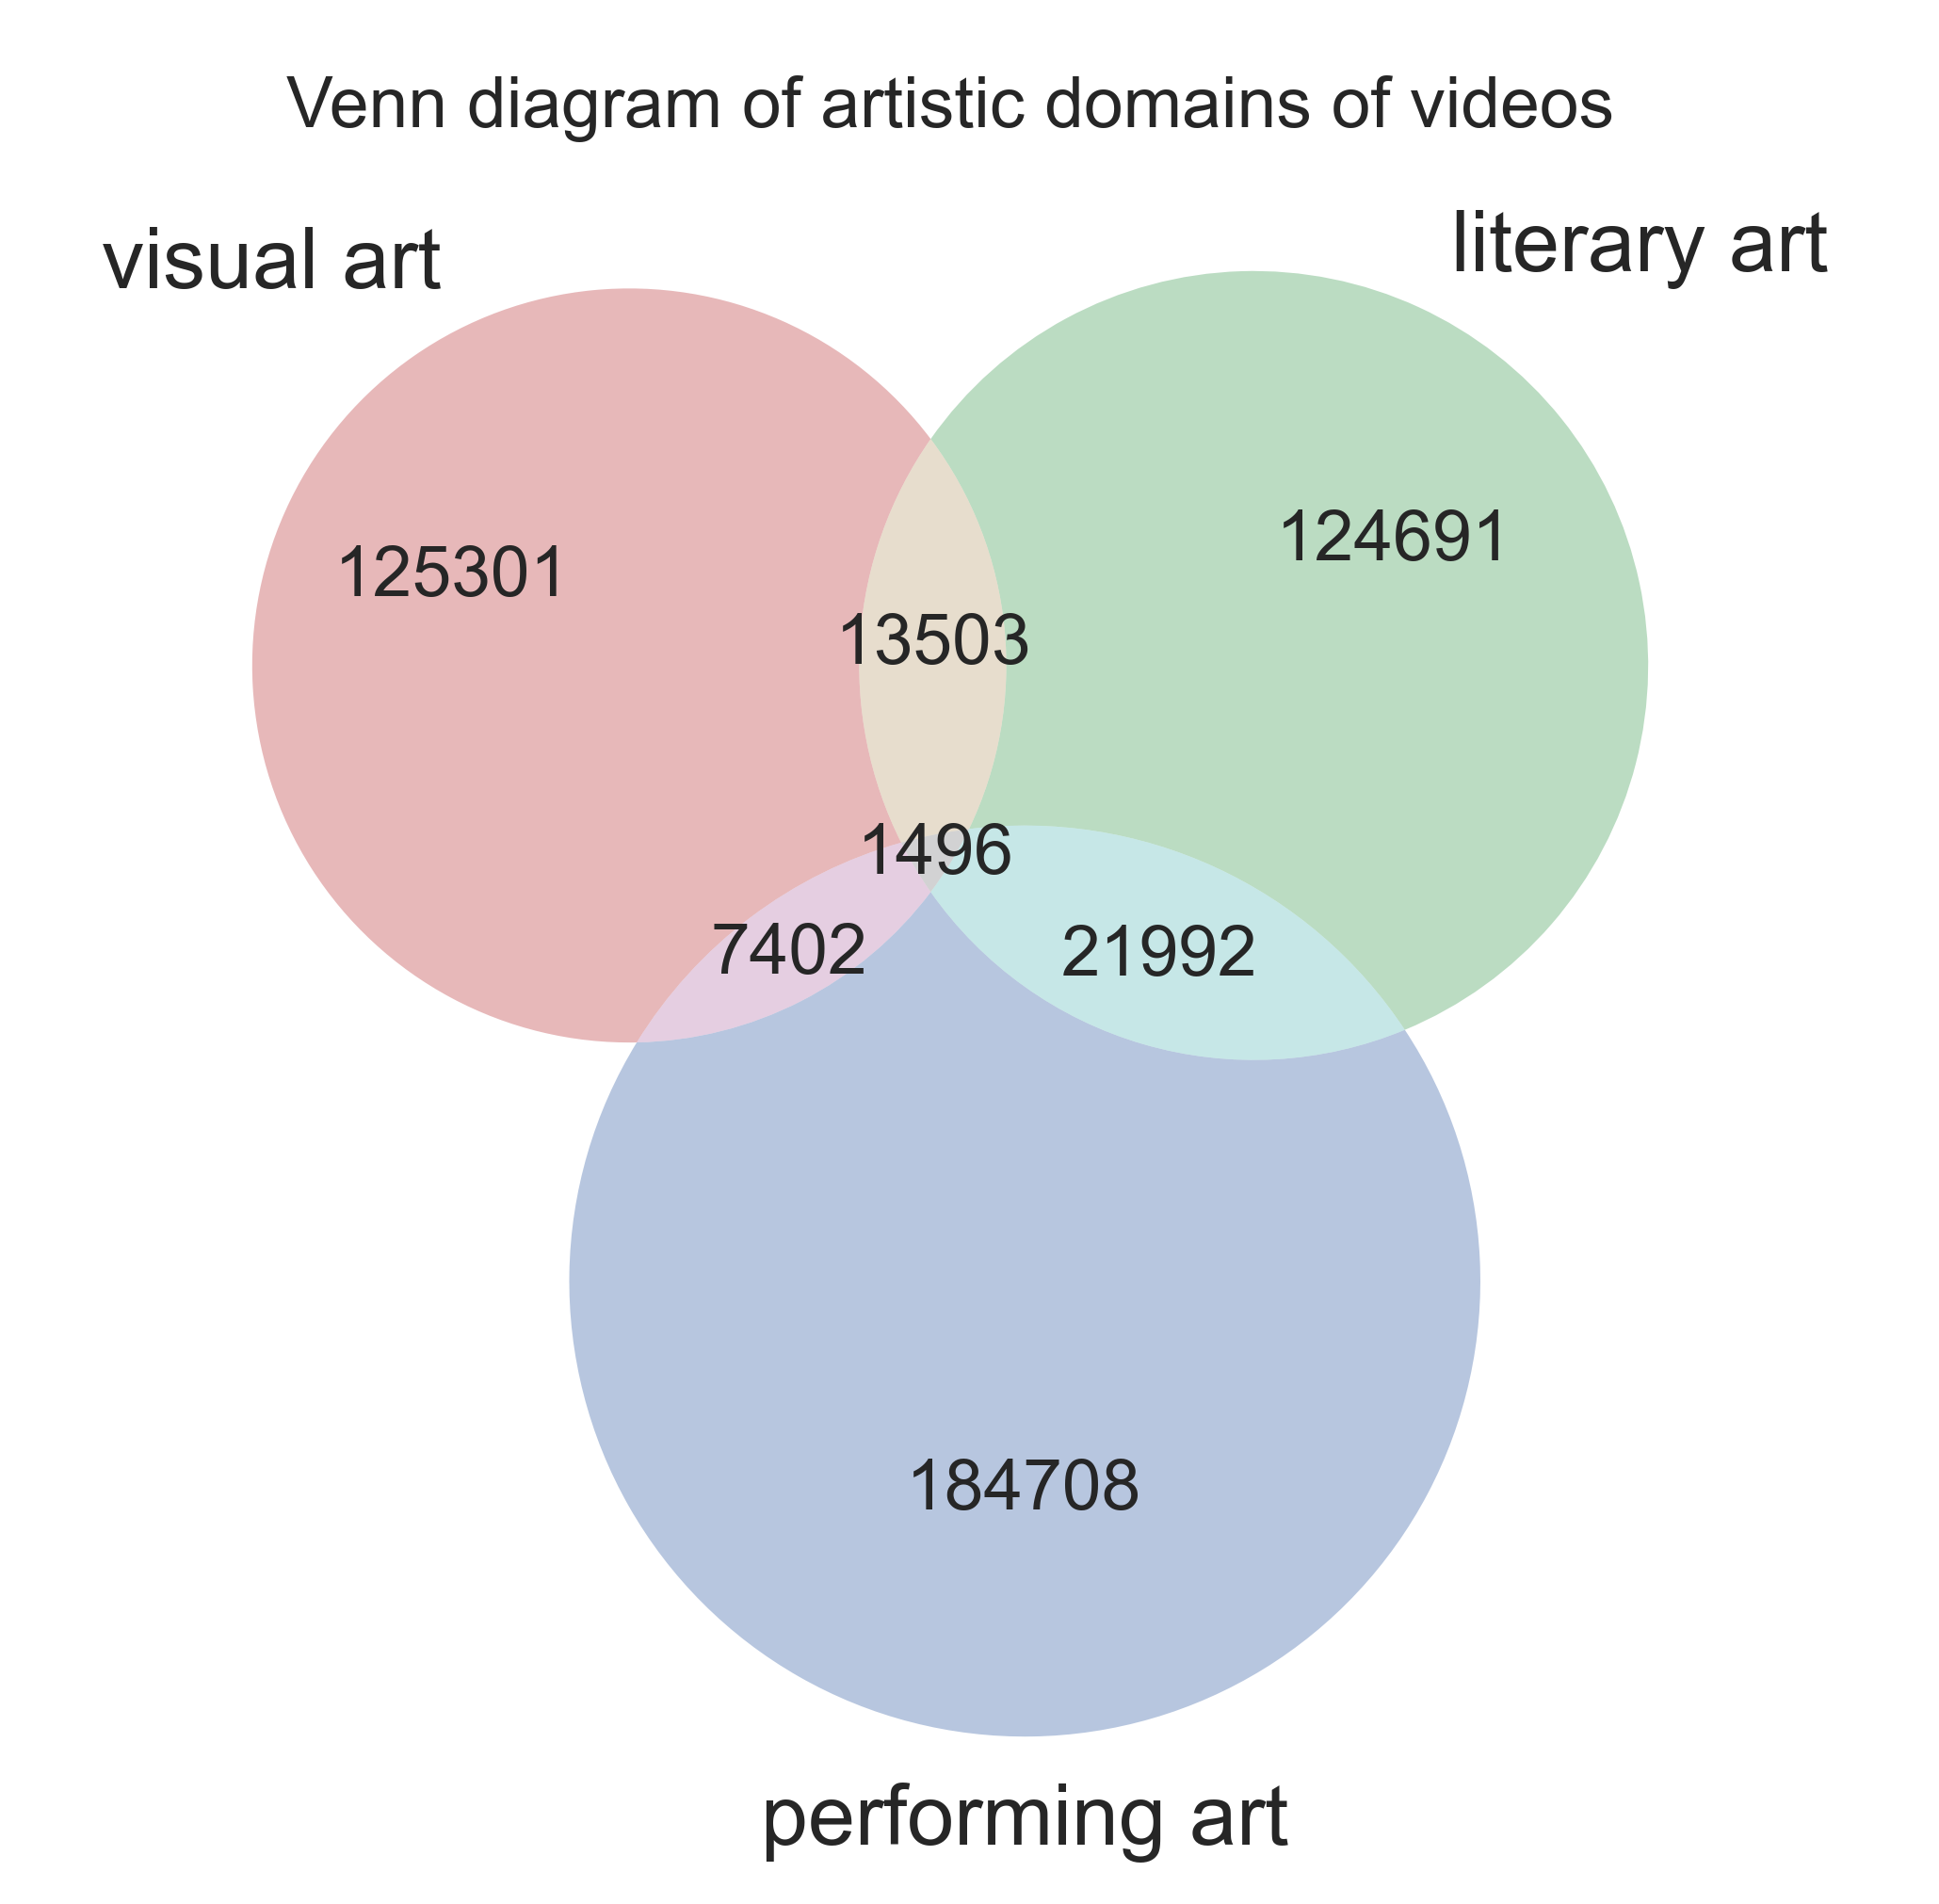 Venn diagram of artistic domains of videos
visual art
literary art
125301
124691
13503
1496
7402
21992
184708
performing art